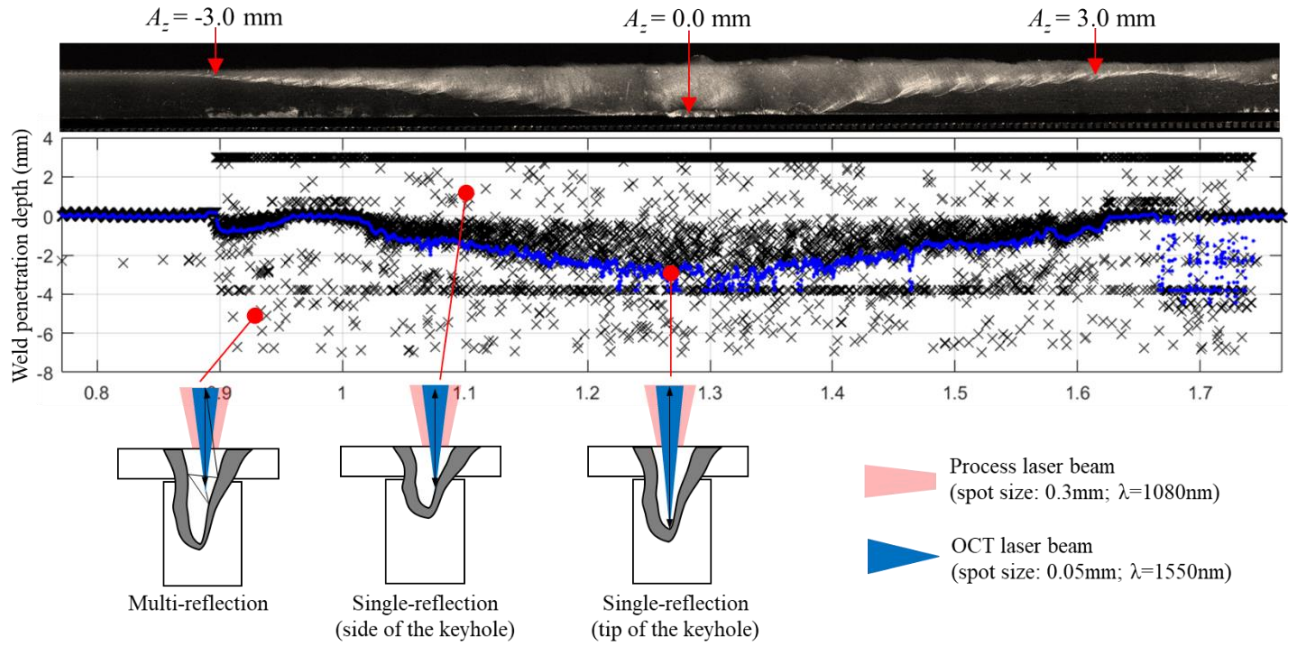 A_z = -3.0 mm
A_z = 0.0 mm
A_z = 3.0 mm
Weld penetration depth (mm)
4
2
0
-2
-4
-6
-8
0.8
0.9
1
1.1
1.2
1.3
1.4
1.5
1.6
1.7
Multi-reflection
Single-reflection
(side of the keyhole)
Single-reflection
(tip of the keyhole)
Process laser beam
(spot size: 0.3mm; λ=1080nm)
OCT laser beam
(spot size: 0.05mm; λ=1550nm)